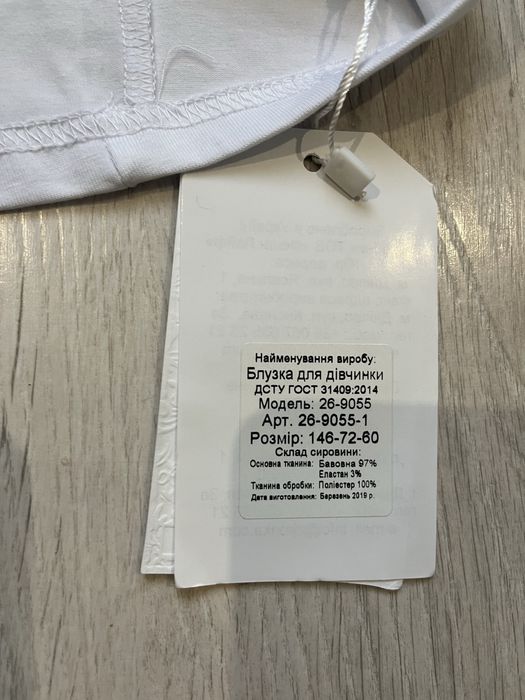 Найменування виробу:
Блузка для дівчинки
ДСТУ ГОСТ 31409:2014
Модель: 26-9055
Арт. 26-9055-1
Розмір: 146-72-60
Склад сировини:
Основна тканина: Бавовна 97%
Еластан 3%
Тканина обробки: Поліестер 100%
Дата виготовлення: Березень 2019 р.